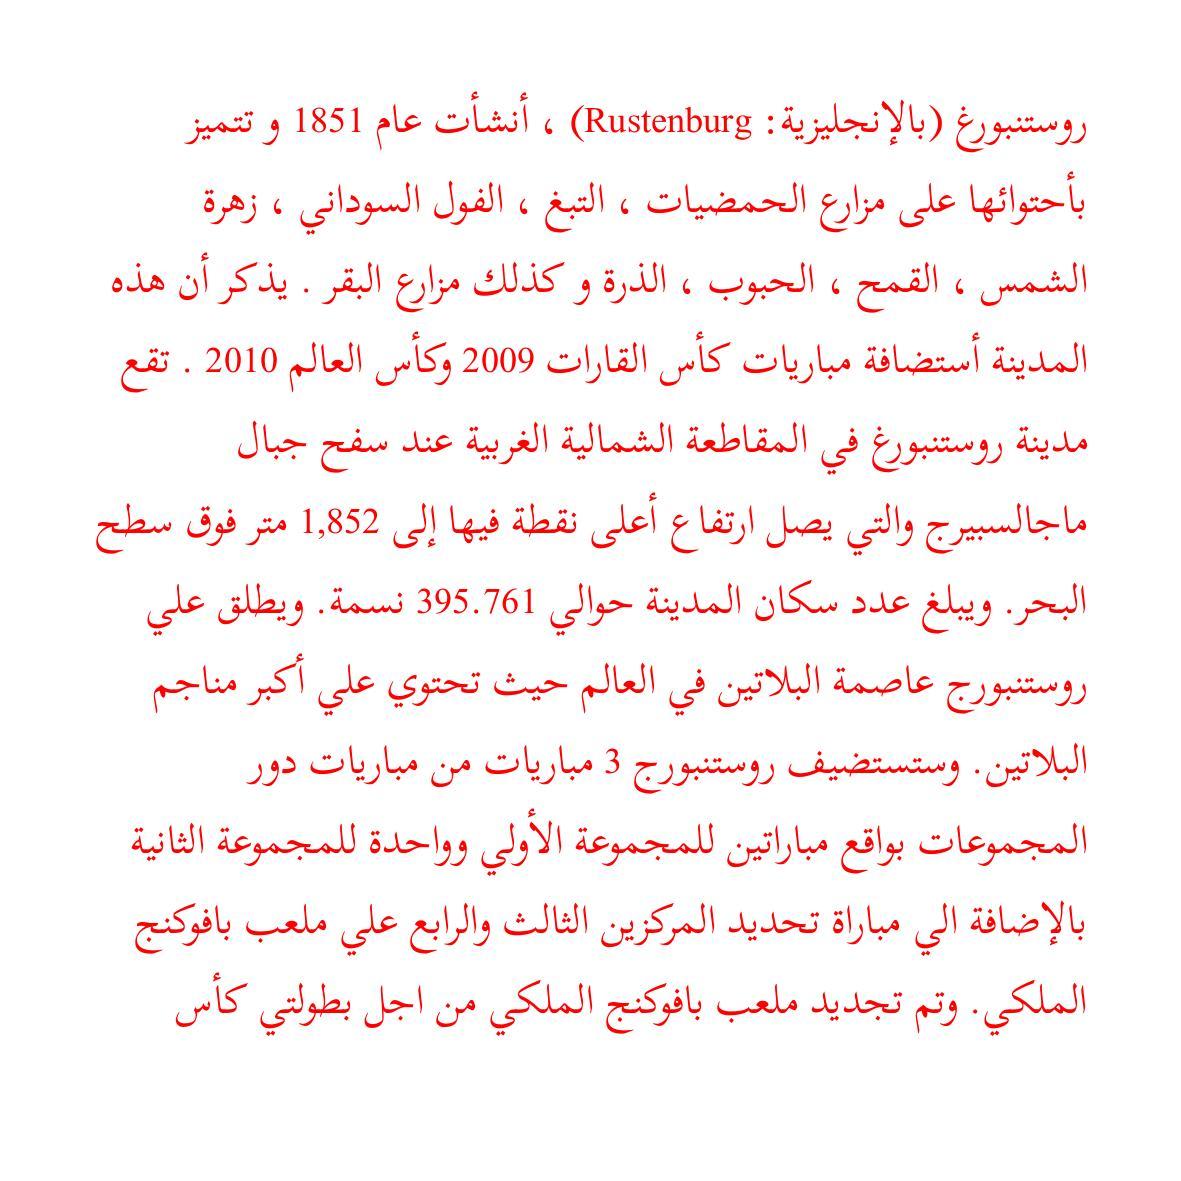 روستنبورغ (بالإنجليزية: Rustenburg) ، أنشأت عام 1851 و تتميز
بأحتوائها على مزارع الحمضيات ، التبغ ، الفول السوداني ، زهرة
الشمس ، القمح ، الحبوب ، الذرة و كذلك مزارع البقر . يذكر أن هذه
المدينة أستضافة مباريات كأس القارات 2009 وكأس العالم 2010 . تقع
مدينة روستنبورغ في المقاطعة الشمالية الغربية عند سفح جبال
ماجالسبيرج والتي يصل ارتفاع أعلى نقطة فيها إلى 1,852 متر فوق سطح
البحر. ويبلغ عدد سكان المدينة حوالي 395.761 نسمة. ويطلق علي
روستنبورج عاصمة البلاتين في العالم حيث تحتوي علي أكبر مناجم
البلاتين. وستستضيف روستنبورج 3 مباريات من مباريات دور
المجموعات بواقع مباراتين للمجموعة الأولي وواحدة للمجموعة الثانية
بالإضافة الي مباراة تحديد المركزين الثالث والرابع علي ملعب بافوكنج
الملكي. وتم تجديد ملعب بافوكنج الملكي من اجل بطولتي كأس